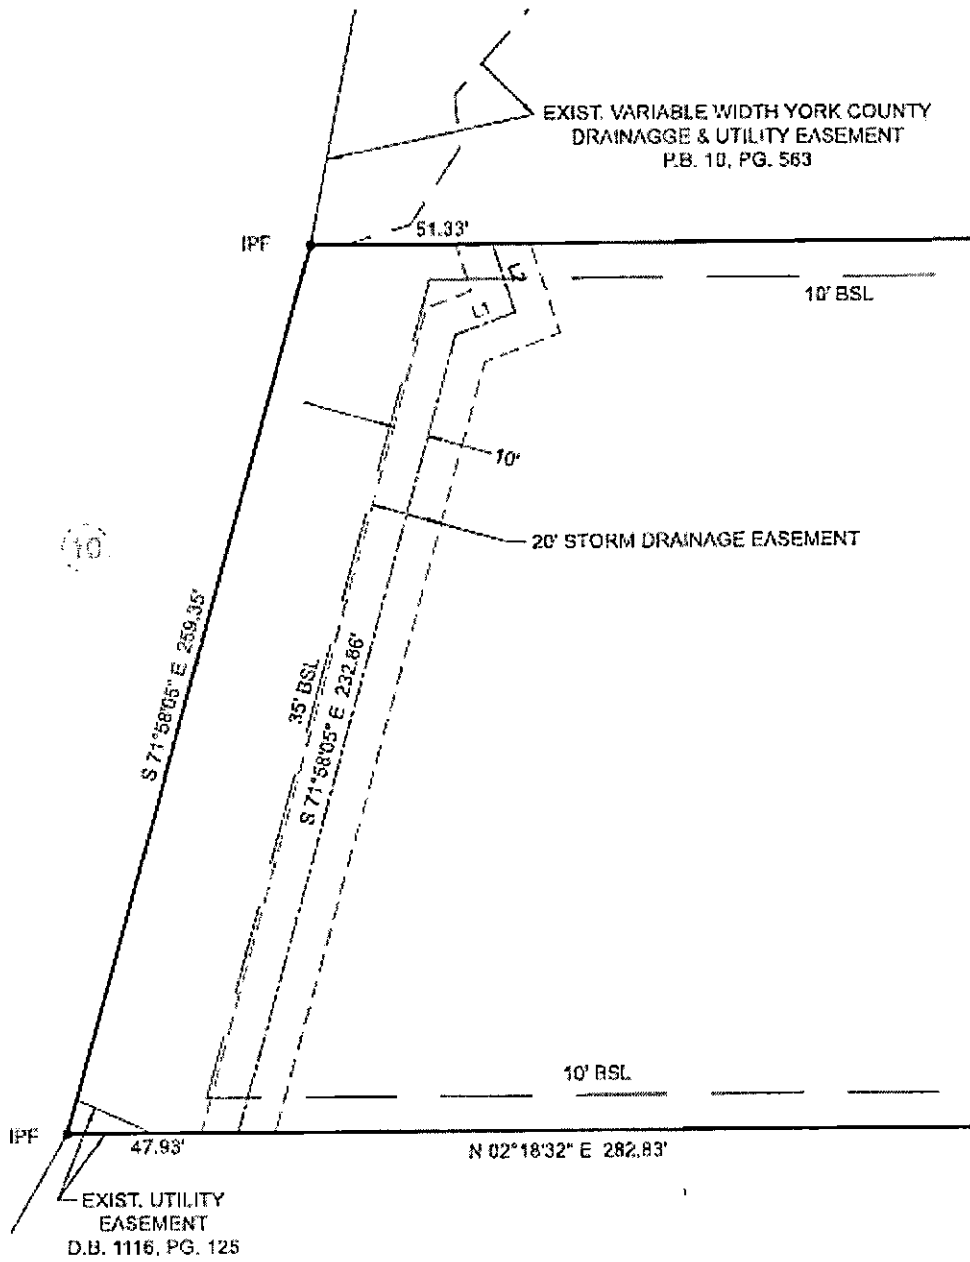 EXIST. VARIABLE WIDTH YORK COUNTY
DRAINAGGE & UTILITY EASEMENT
P.B. 10, PG. 563
IPF
51.33'
L2
10' BSL
L1
10'
20' STORM DRAINAGE EASEMENT
10
S 71°58'05" E 259.35'
35' BSL
S 71°58'05" E 232.86'
10' BSL
IPF
47.93'
N 02°18'32" E 282.83'
EXIST. UTILITY
EASEMENT
D.B. 1116, PG. 125